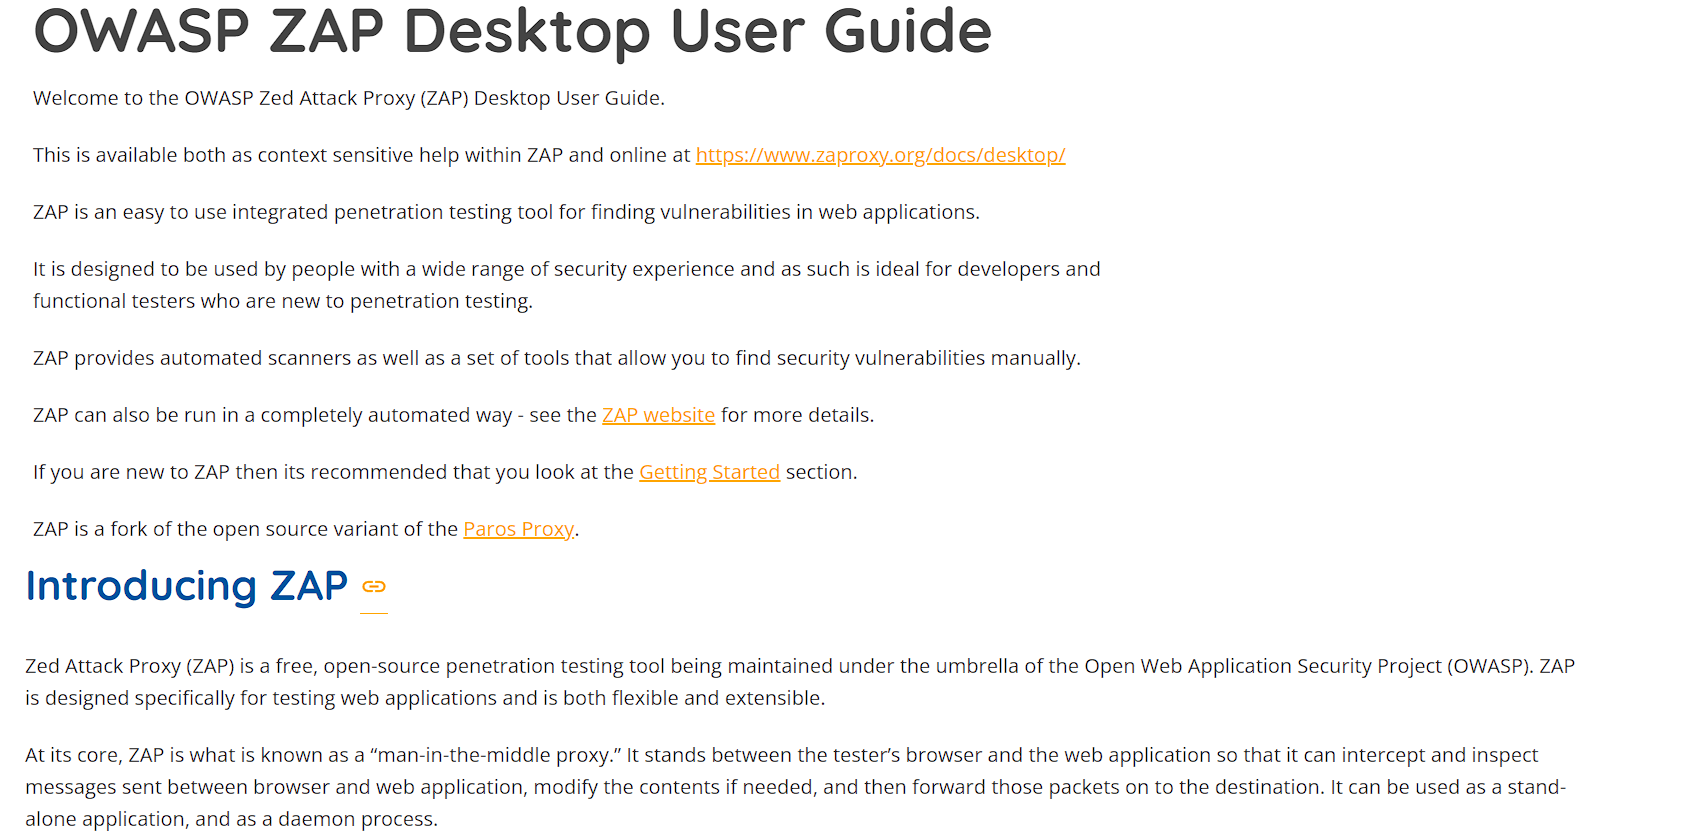 OWASP ZAP Desktop User Guide
Welcome to the OWASP Zed Attack Proxy (ZAP) Desktop User Guide.
This is available both as context sensitive help within ZAP and online at https://www.zaproxy.org/docs/desktop/
ZAP is an easy to use integrated penetration testing tool for finding vulnerabilities in web applications.
It is designed to be used by people with a wide range of security experience and as such is ideal for developers and
functional testers who are new to penetration testing.
ZAP provides automated scanners as well as a set of tools that allow you to find security vulnerabilities manually.
ZAP can also be run in a completely automated way - see the ZAP website for more details.
If you are new to ZAP then its recommended that you look at the Getting Started section.
ZAP is a fork of the open source variant of the Paros Proxy.
Introducing ZAP
Zed Attack Proxy (ZAP) is a free, open-source penetration testing tool being maintained under the umbrella of the Open Web Application Security Project (OWASP). ZAP
is designed specifically for testing web applications and is both flexible and extensible.
At its core, ZAP is what is known as a “man-in-the-middle proxy.” It stands between the tester’s browser and the web application so that it can intercept and inspect
messages sent between browser and web application, modify the contents if needed, and then forward those packets on to the destination. It can be used as a stand-
alone application, and as a daemon process.